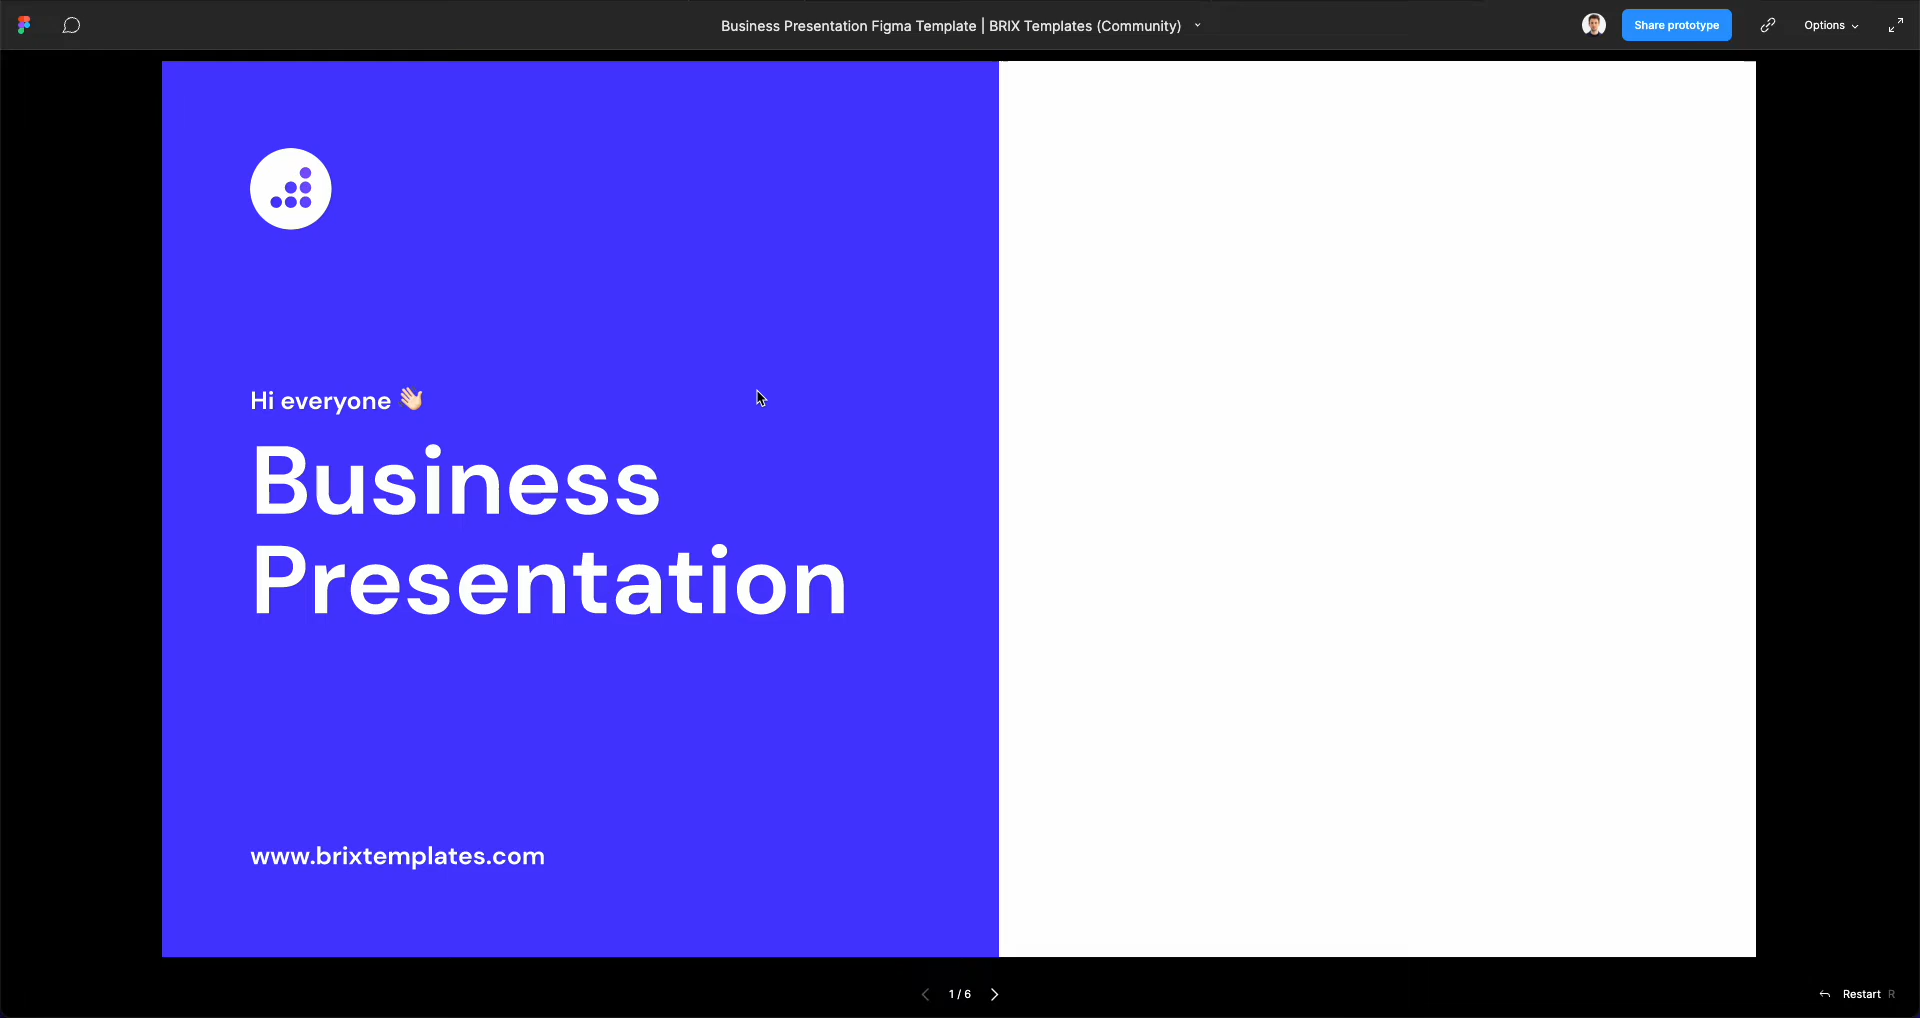 Business Presentation Figma Template | BRIX Templates (Community)
Share prototype
Options
Hi everyone 👋🏻
Business
Presentation
www.brixtemplates.com
1 / 6
Restart R